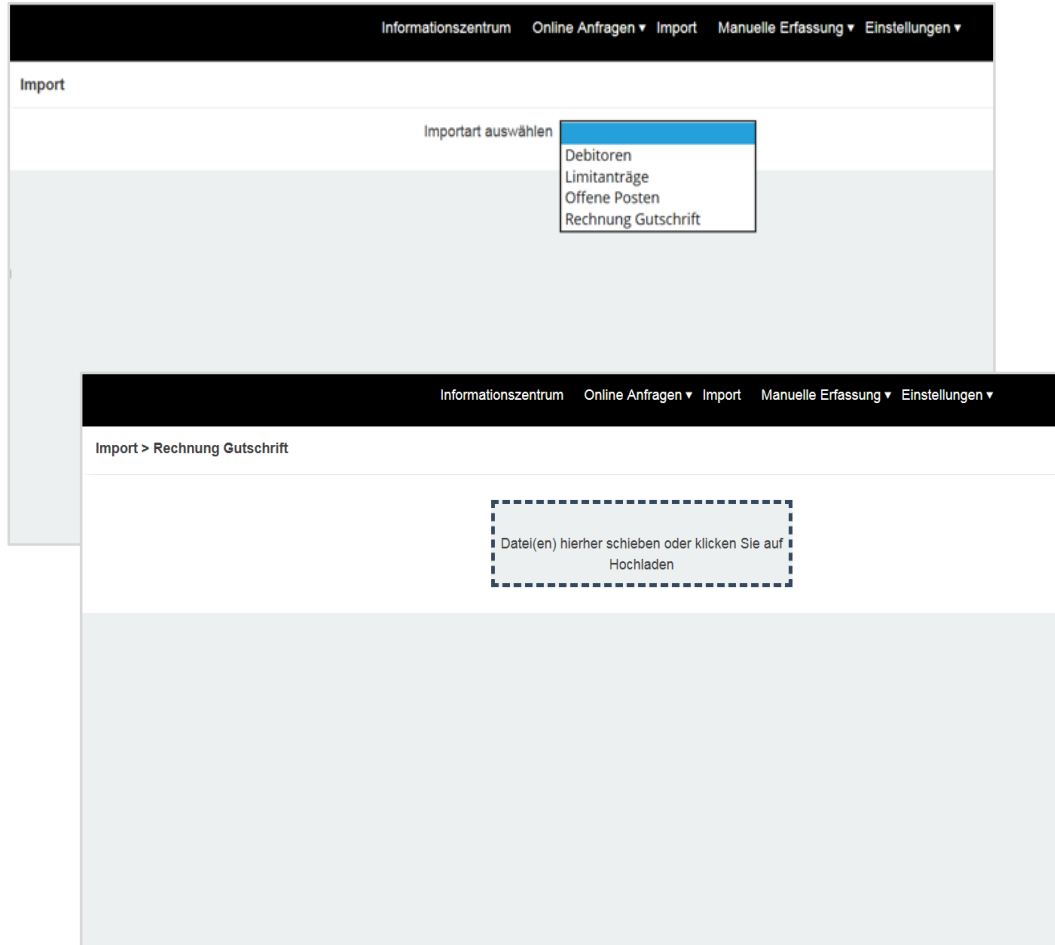 Informationszentrum Online Anfragen ▾ Import Manuelle Erfassung ▾ Einstellungen ▾
Import
Importart auswählen
Debitoren
Limitanträge
Offene Posten
Rechnung Gutschrift
Informationszentrum Online Anfragen ▾ Import Manuelle Erfassung ▾ Einstellungen ▾
Import > Rechnung Gutschrift
Datei(en) hierher schieben oder klicken Sie auf
Hochladen